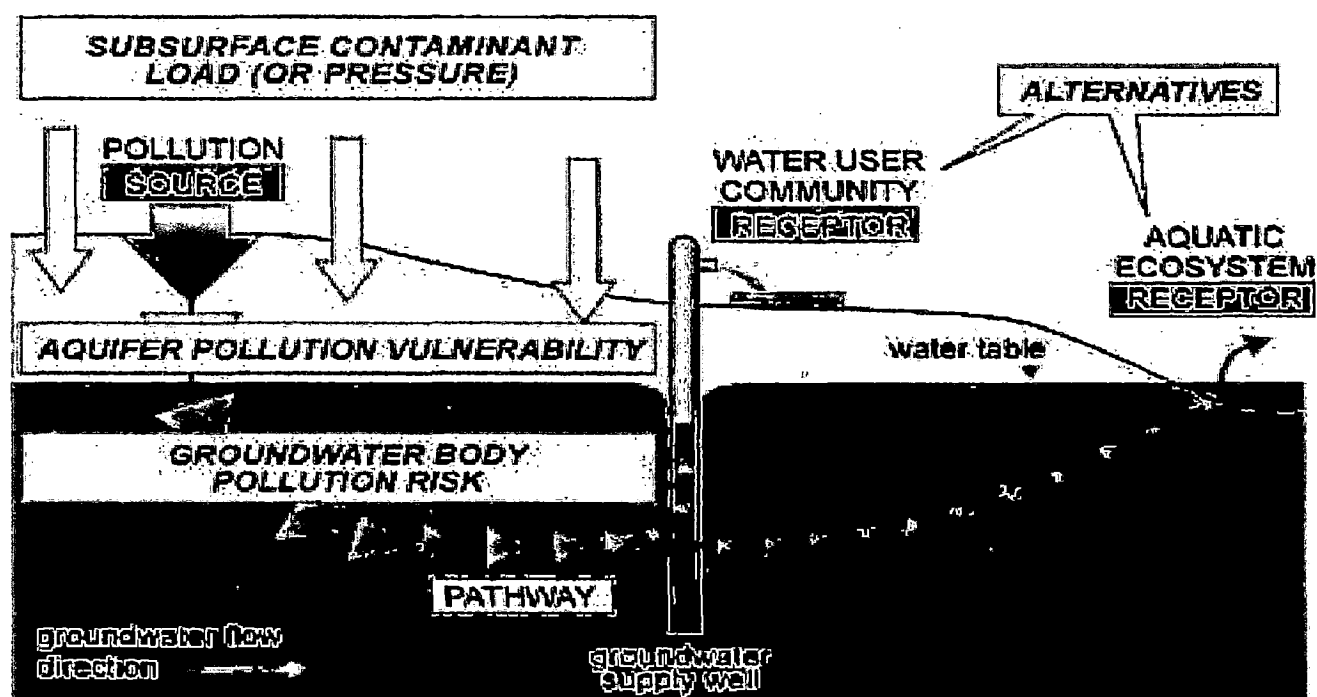 SUBSURFACE CONTAMINANT
LOAD (OR PRESSURE)
ALTERNATIVES
POLLUTION
SOURCE
WATER USER
COMMUNITY
RECEPTOR
AQUATIC
ECOSYSTEM
RECEPTOR
AQUIFER POLLUTION VULNERABILITY
water table
GROUNDWATER BODY
POLLUTION RISK
PATHWAY
groundwater flow
direction
groundwater
supply well